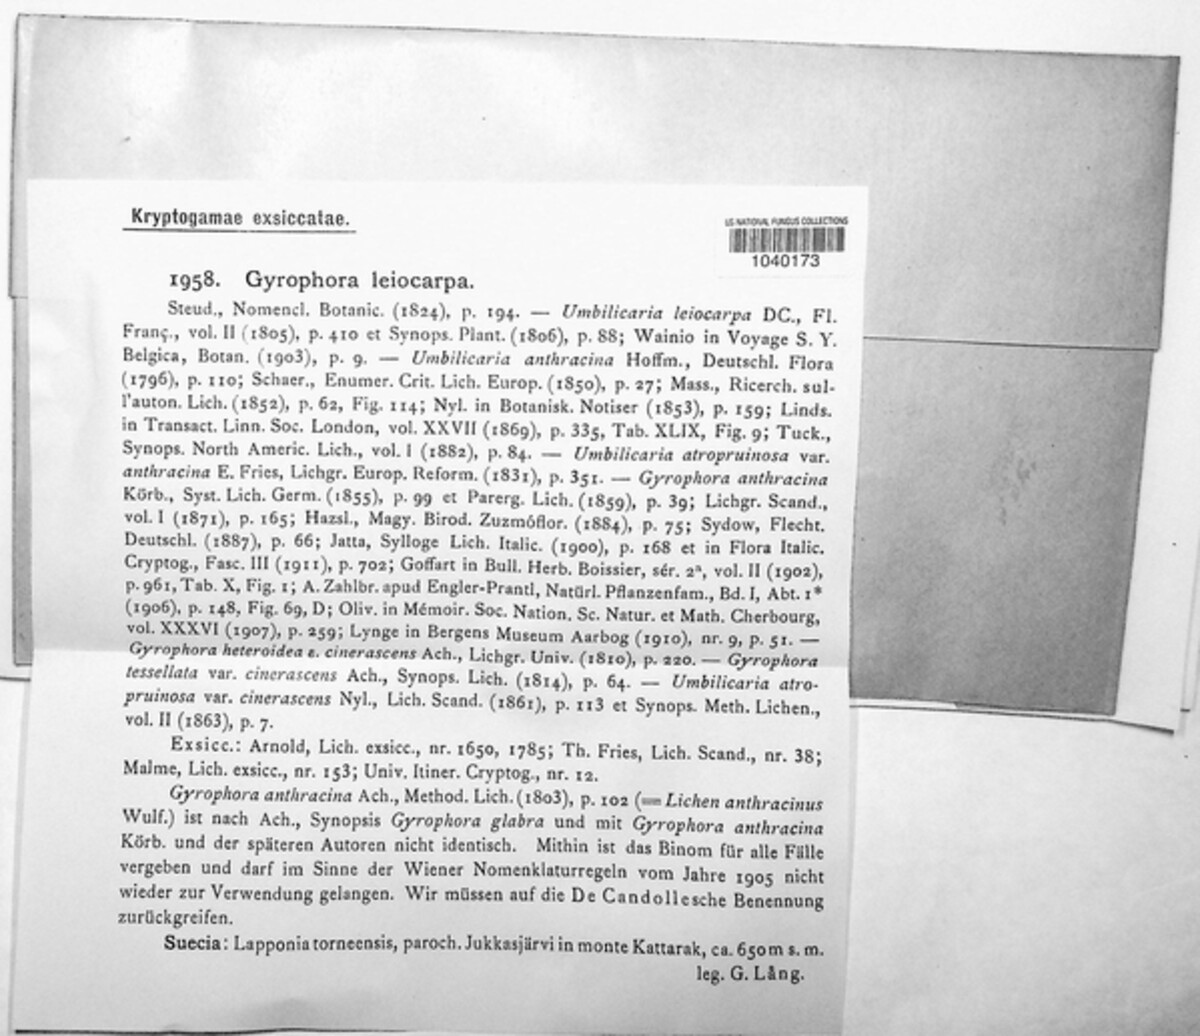 Kryptogamae exsiccatae.
US NATIONAL FUNGUS COLLECTIONS
1040173
1958. Gyrophora leiocarpa.
Steud., Nomencl. Botanic. (1824), p. 194. — Umbilicaria leiocarpa DC., Fl.
Franç., vol. II (1805), p. 410 et Synops. Plant. (1806), p. 88; Wainio in Voyage S. Y.
Belgica, Botan. (1903), p. 9. — Umbilicaria anthracina Hoffm., Deutschl. Flora
(1796), p. 110; Schaer., Enumer. Crit. Lich. Europ. (1850), p. 27; Mass., Ricerch. sul-
l'auton. Lich. (1852), p. 62, Fig. 114; Nyl. in Botanisk. Notiser (1853), p. 159; Linds.
in Transact. Linn. Soc. London, vol. XXVII (1869), p. 335, Tab. XLIX, Fig. 9; Tuck.,
Synops. North Americ. Lich., vol. I (1882), p. 84. — Umbilicaria atropruinosa var.
anthracina E. Fries, Lichgr. Europ. Reform. (1831), p. 351. — Gyrophora anthracina
Körb., Syst. Lich. Germ. (1855), p. 99 et Parerg. Lich. (1859), p. 39; Lichgr. Scand.,
vol. I (1871), p. 165; Hazsl., Magy. Birod. Zuzmóflor. (1884), p. 75; Sydow, Flecht.
Deutschl. (1887), p. 66; Jatta, Sylloge Lich. Italic. (1900), p. 168 et in Flora Italic.
Cryptog., Fasc. III (1911), p. 702; Goffart in Bull. Herb. Boissier, sér. 2ª, vol. II (1902),
p. 961, Tab. X, Fig. 1; A. Zahlbr. apud Engler-Prantl, Natürl. Pflanzenfam., Bd. I, Abt. 1*
(1906), p. 148, Fig. 69, D; Oliv. in Mémoir. Soc. Nation. Sc. Natur. et Math. Cherbourg,
vol. XXXVI (1907), p. 259; Lynge in Bergens Museum Aarbog (1910), nr. 9, p. 51. —
Gyrophora heteroidea ε. cinerascens Ach., Lichgr. Univ. (1810), p. 220. — Gyrophora
tessellata var. cinerascens Ach., Synops. Lich. (1814), p. 64. — Umbilicaria atro-
pruinosa var. cinerascens Nyl., Lich. Scand. (1861), p. 113 et Synops. Meth. Lichen.,
vol. II (1863), p. 7.
Exsicc.: Arnold, Lich. exsicc., nr. 1650, 1785; Th. Fries, Lich. Scand., nr. 38;
Malme, Lich. exsicc., nr. 153; Univ. Itiner. Cryptog., nr. 12.
Gyrophora anthracina Ach., Method. Lich. (1803), p. 102 (= Lichen anthracinus
Wulf.) ist nach Ach., Synopsis Gyrophora glabra und mit Gyrophora anthracina
Körb. und der späteren Autoren nicht identisch. Mithin ist das Binom für alle Fälle
vergeben und darf im Sinne der Wiener Nomenklaturregeln vom Jahre 1905 nicht
wieder zur Verwendung gelangen. Wir müssen auf die De Candollesche Benennung
zurückgreifen.
Suecia: Lapponia torneensis, paroch. Jukkasjärvi in monte Kattarak, ca. 650 m s. m.
leg. G. Lång.